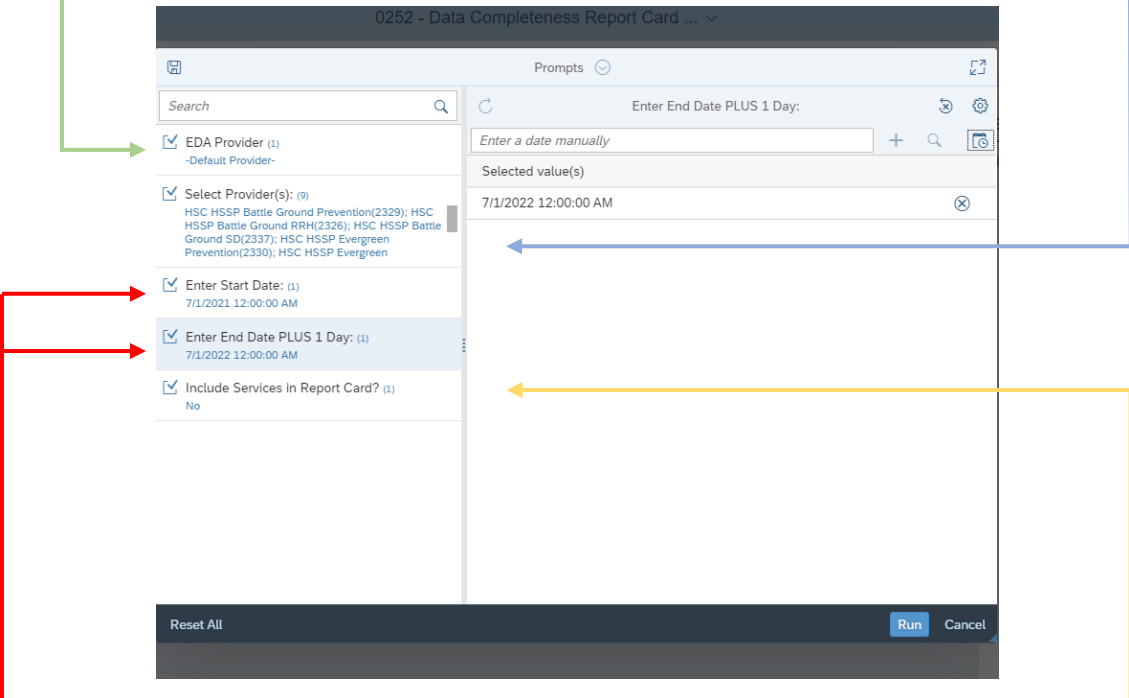 0252 - Data Completeness Report Card ...
Prompts
Search
EDA Provider (1)
-Default Provider-
Select Provider(s): (9)
HSC HSSP Battle Ground Prevention(2329); HSC
HSSP Battle Ground RRH(2326); HSC HSSP Battle
Ground SD(2337); HSC HSSP Evergreen
Prevention(2330); HSC HSSP Evergreen
Enter Start Date: (1)
7/1/2021 12:00:00 AM
Enter End Date PLUS 1 Day: (1)
7/1/2022 12:00:00 AM
Include Services in Report Card? (1)
No
Enter End Date PLUS 1 Day:
Enter a date manually
Selected value(s)
7/1/2022 12:00:00 AM
Reset All
Run Cancel